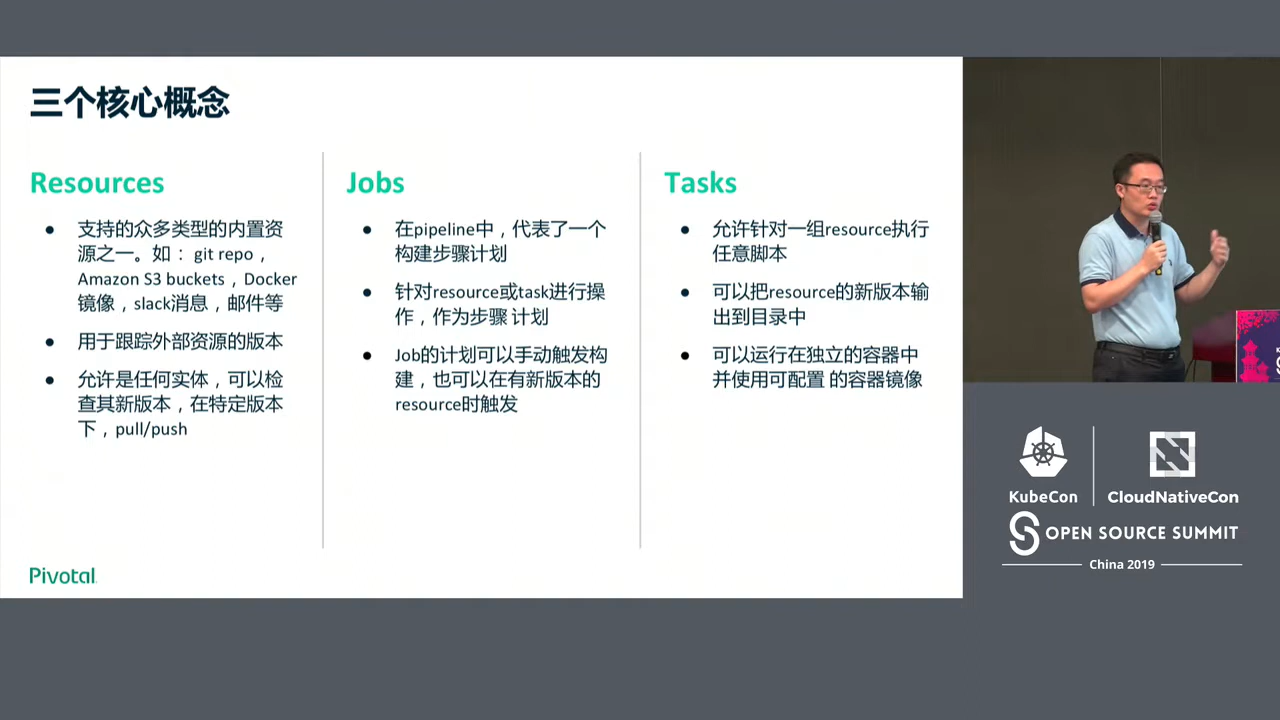 三个核心概念
Resources
支持的众多类型的内置资
源之一。如： git repo，
Amazon S3 buckets，Docker
镜像，slack消息，邮件等
用于跟踪外部资源的版本
允许是任何实体，可以检
查其新版本，在特定版本
下，pull/push
Jobs
在pipeline中，代表了一个
构建步骤计划
针对resource或task进行操
作，作为步骤 计划
Job的计划可以手动触发构
建，也可以在有新版本的
resource时触发
Tasks
允许针对一组resource执行
任意脚本
可以把resource的新版本输
出到目录中
可以运行在独立的容器中
并使用可配置 的容器镜像
Pivotal
KubeCon
CloudNativeCon
OPEN SOURCE SUMMIT
China 2019